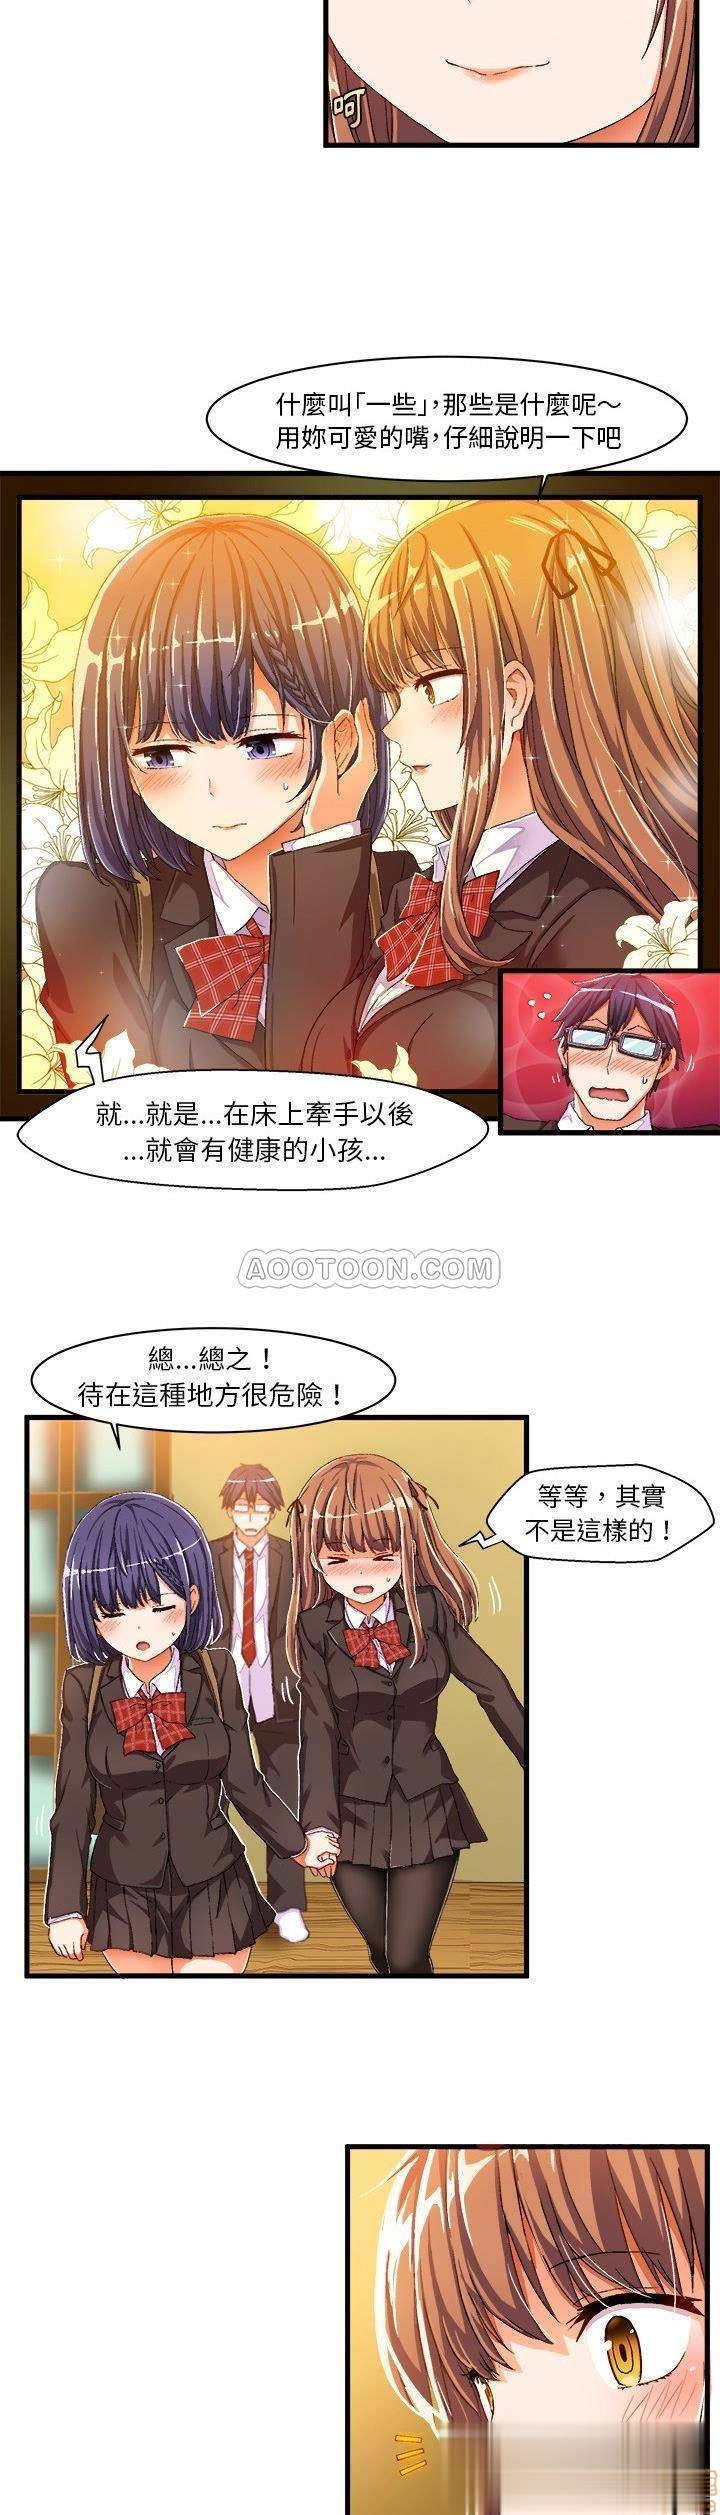 呵
什麼叫「一些」，那些是什麼呢～
用妳可愛的嘴，仔細說明一下吧
就...就是...在床上牽手以後
...就會有健康的小孩...
AOOTOON.COM
總...總之！
待在這種地方很危險！
等等，其實
不是這樣的！